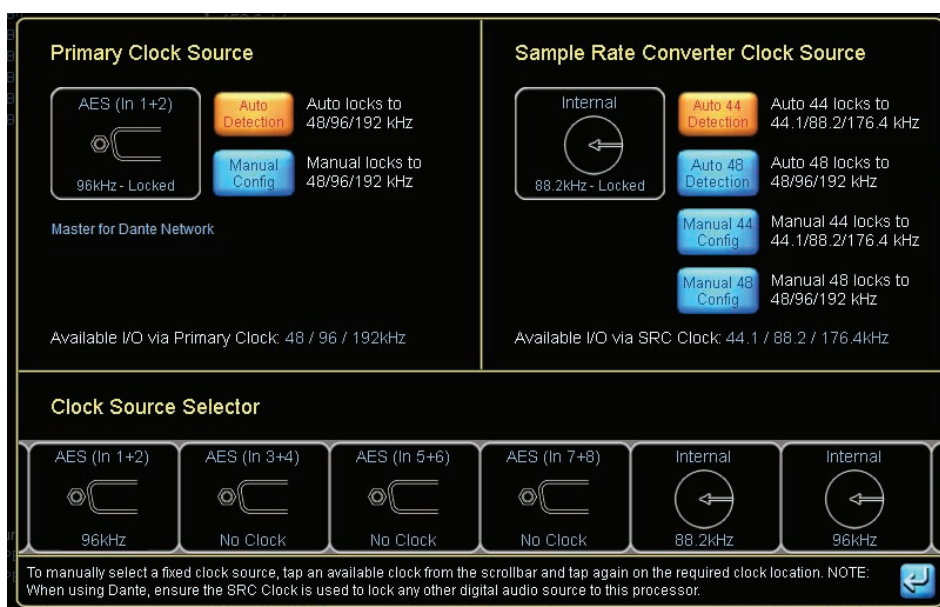 Primary Clock Source
AES (In 1+2)
96kHz - Locked
Auto
Detection
Auto locks to
48/96/192 kHz
Manual
Config
Manual locks to
48/96/192 kHz
Master for Dante Network
Available I/O via Primary Clock: 48 / 96 / 192kHz
Sample Rate Converter Clock Source
Internal
88.2kHz - Locked
Auto 44
Detection
Auto 44 locks to
44.1/88.2/176.4 kHz
Auto 48
Detection
Auto 48 locks to
48/96/192 kHz
Manual 44
Config
Manual 44 locks to
44.1/88.2/176.4 kHz
Manual 48
Config
Manual 48 locks to
48/96/192 kHz
Available I/O via SRC Clock: 44.1 / 88.2 / 176.4kHz
Clock Source Selector
AES (In 1+2)
96kHz
AES (In 3+4)
No Clock
AES (In 5+6)
No Clock
AES (In 7+8)
No Clock
Internal
88.2kHz
Internal
96kHz
To manually select a fixed clock source, tap an available clock from the scrollbar and tap again on the required clock location. NOTE:
When using Dante, ensure the SRC Clock is used to lock any other digital audio source to this processor.